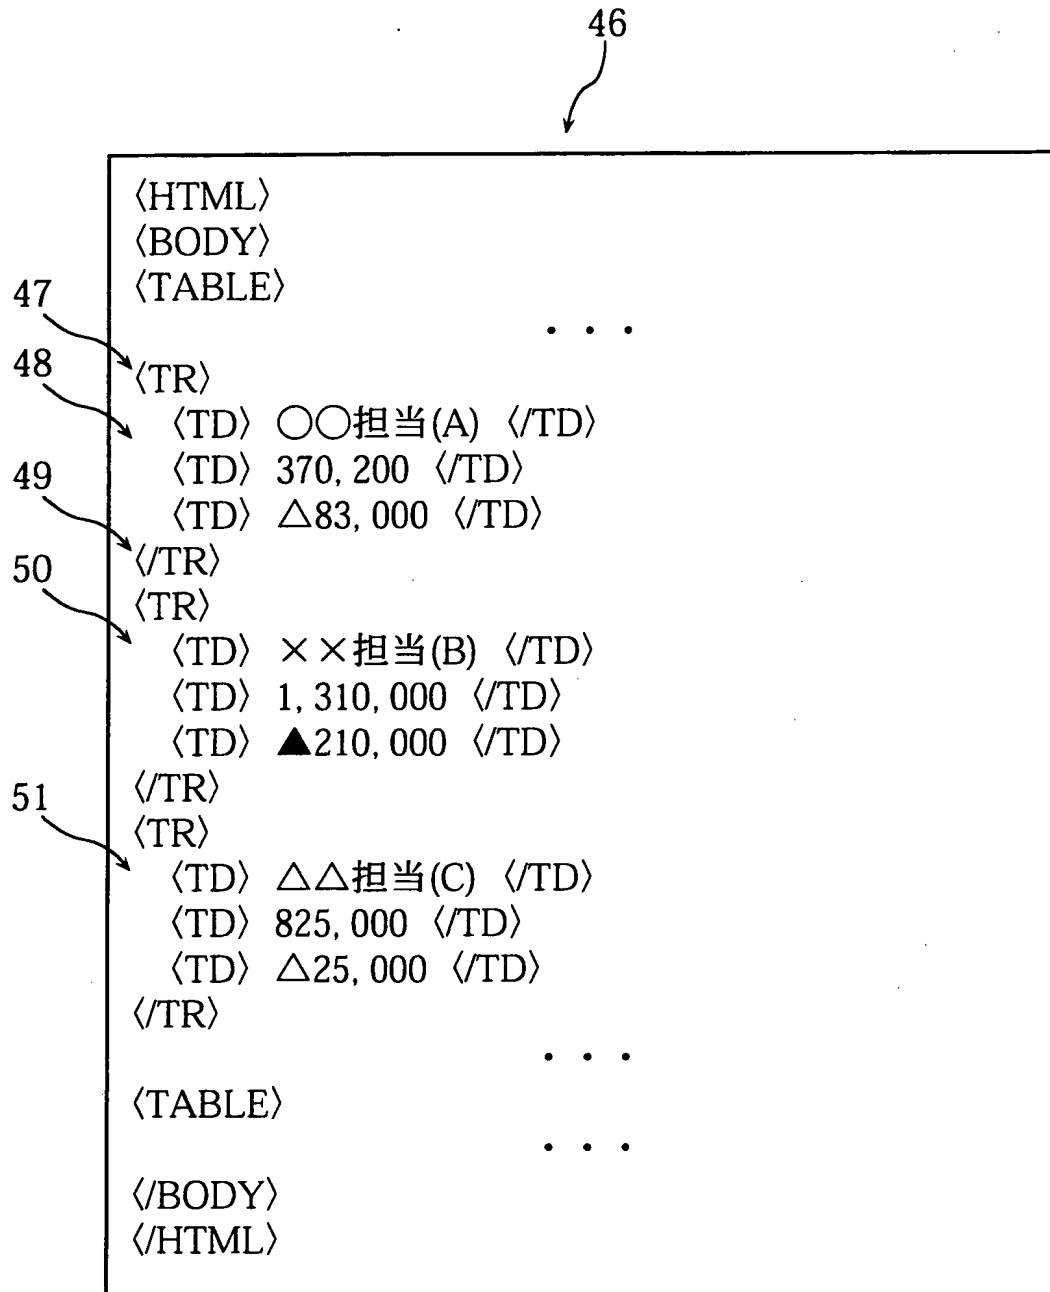 46
〈HTML〉
〈BODY〉
〈TABLE〉
47
・・・
48
〈TR〉
〈TD〉 ○○担当(A) 〈/TD〉
49
〈TD〉 370, 200 〈/TD〉
〈TD〉 △83, 000 〈/TD〉
50
〈/TR〉
〈TR〉
〈TD〉 ××担当(B) 〈/TD〉
〈TD〉 1, 310, 000 〈/TD〉
〈TD〉 ▲210, 000 〈/TD〉
51
〈/TR〉
〈TR〉
〈TD〉 △△担当(C) 〈/TD〉
〈TD〉 825, 000 〈/TD〉
〈TD〉 △25, 000 〈/TD〉
〈/TR〉
・・・
〈TABLE〉
・・・
〈/BODY〉
〈/HTML〉